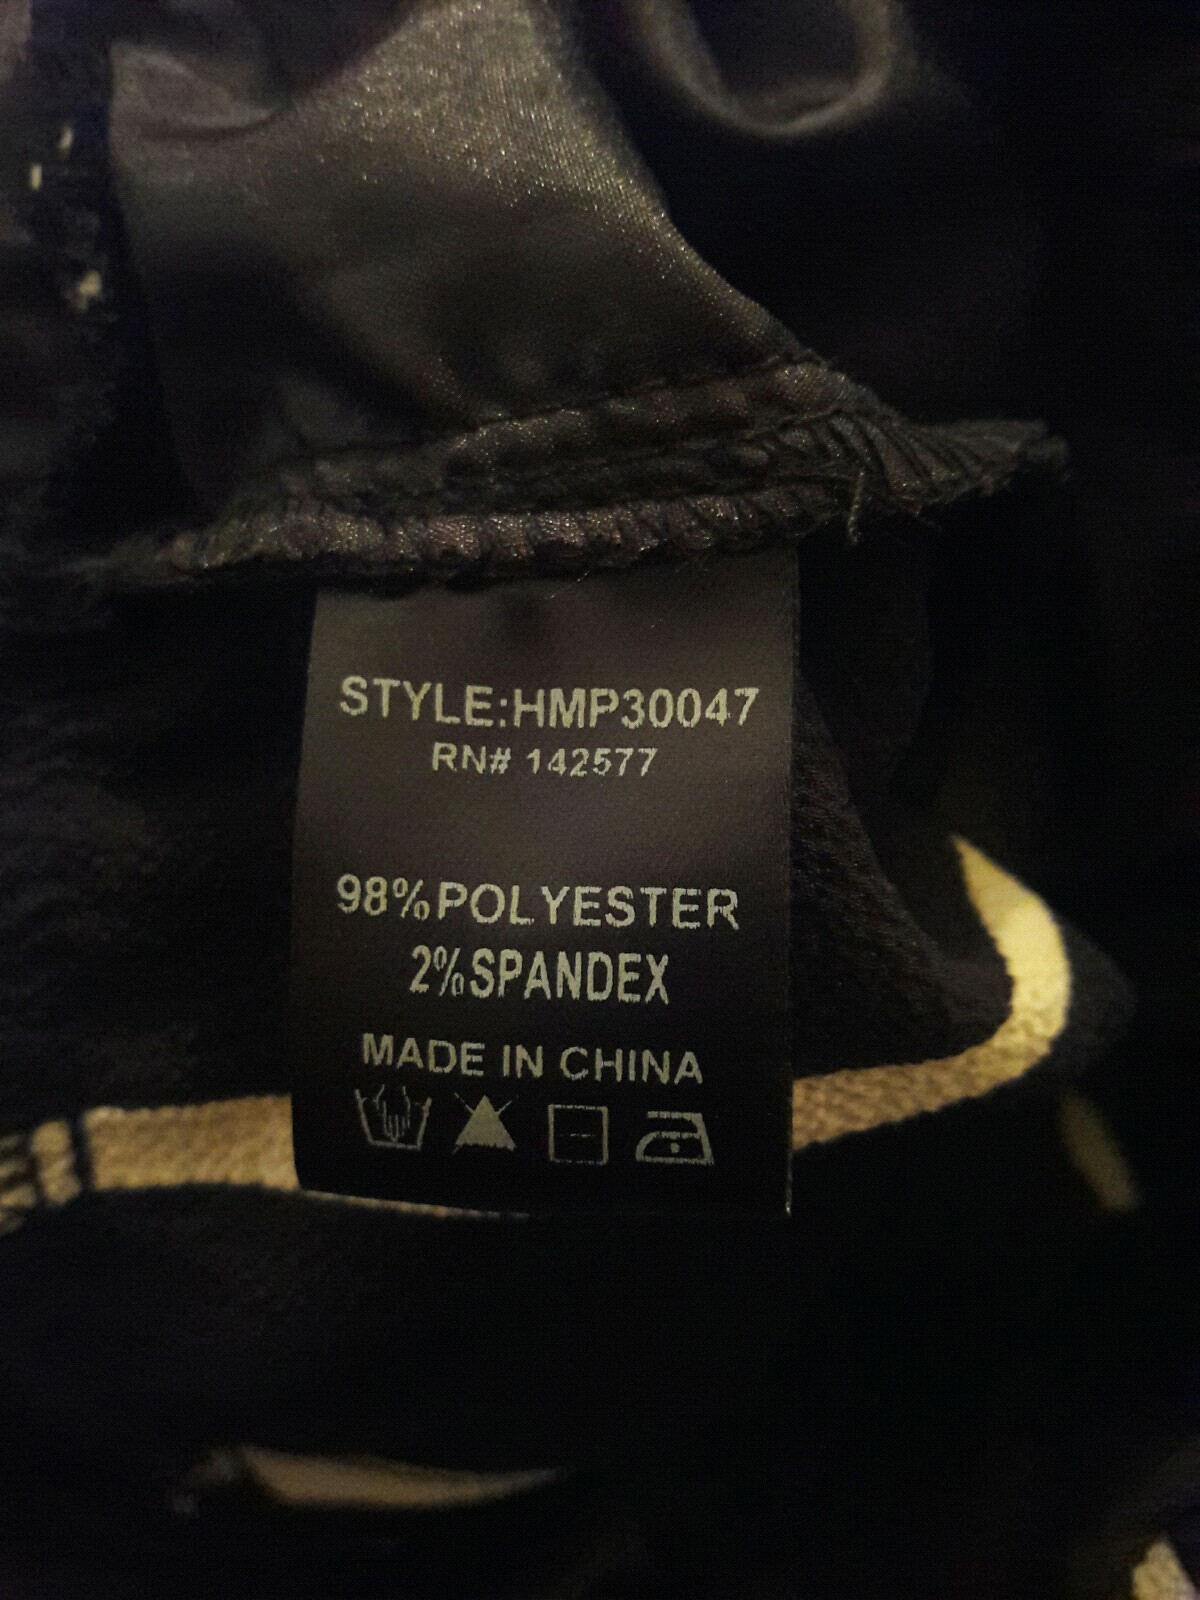 STYLE:HMP30047
RN# 142577
98%POLYESTER
2%SPANDEX
MADE IN CHINA